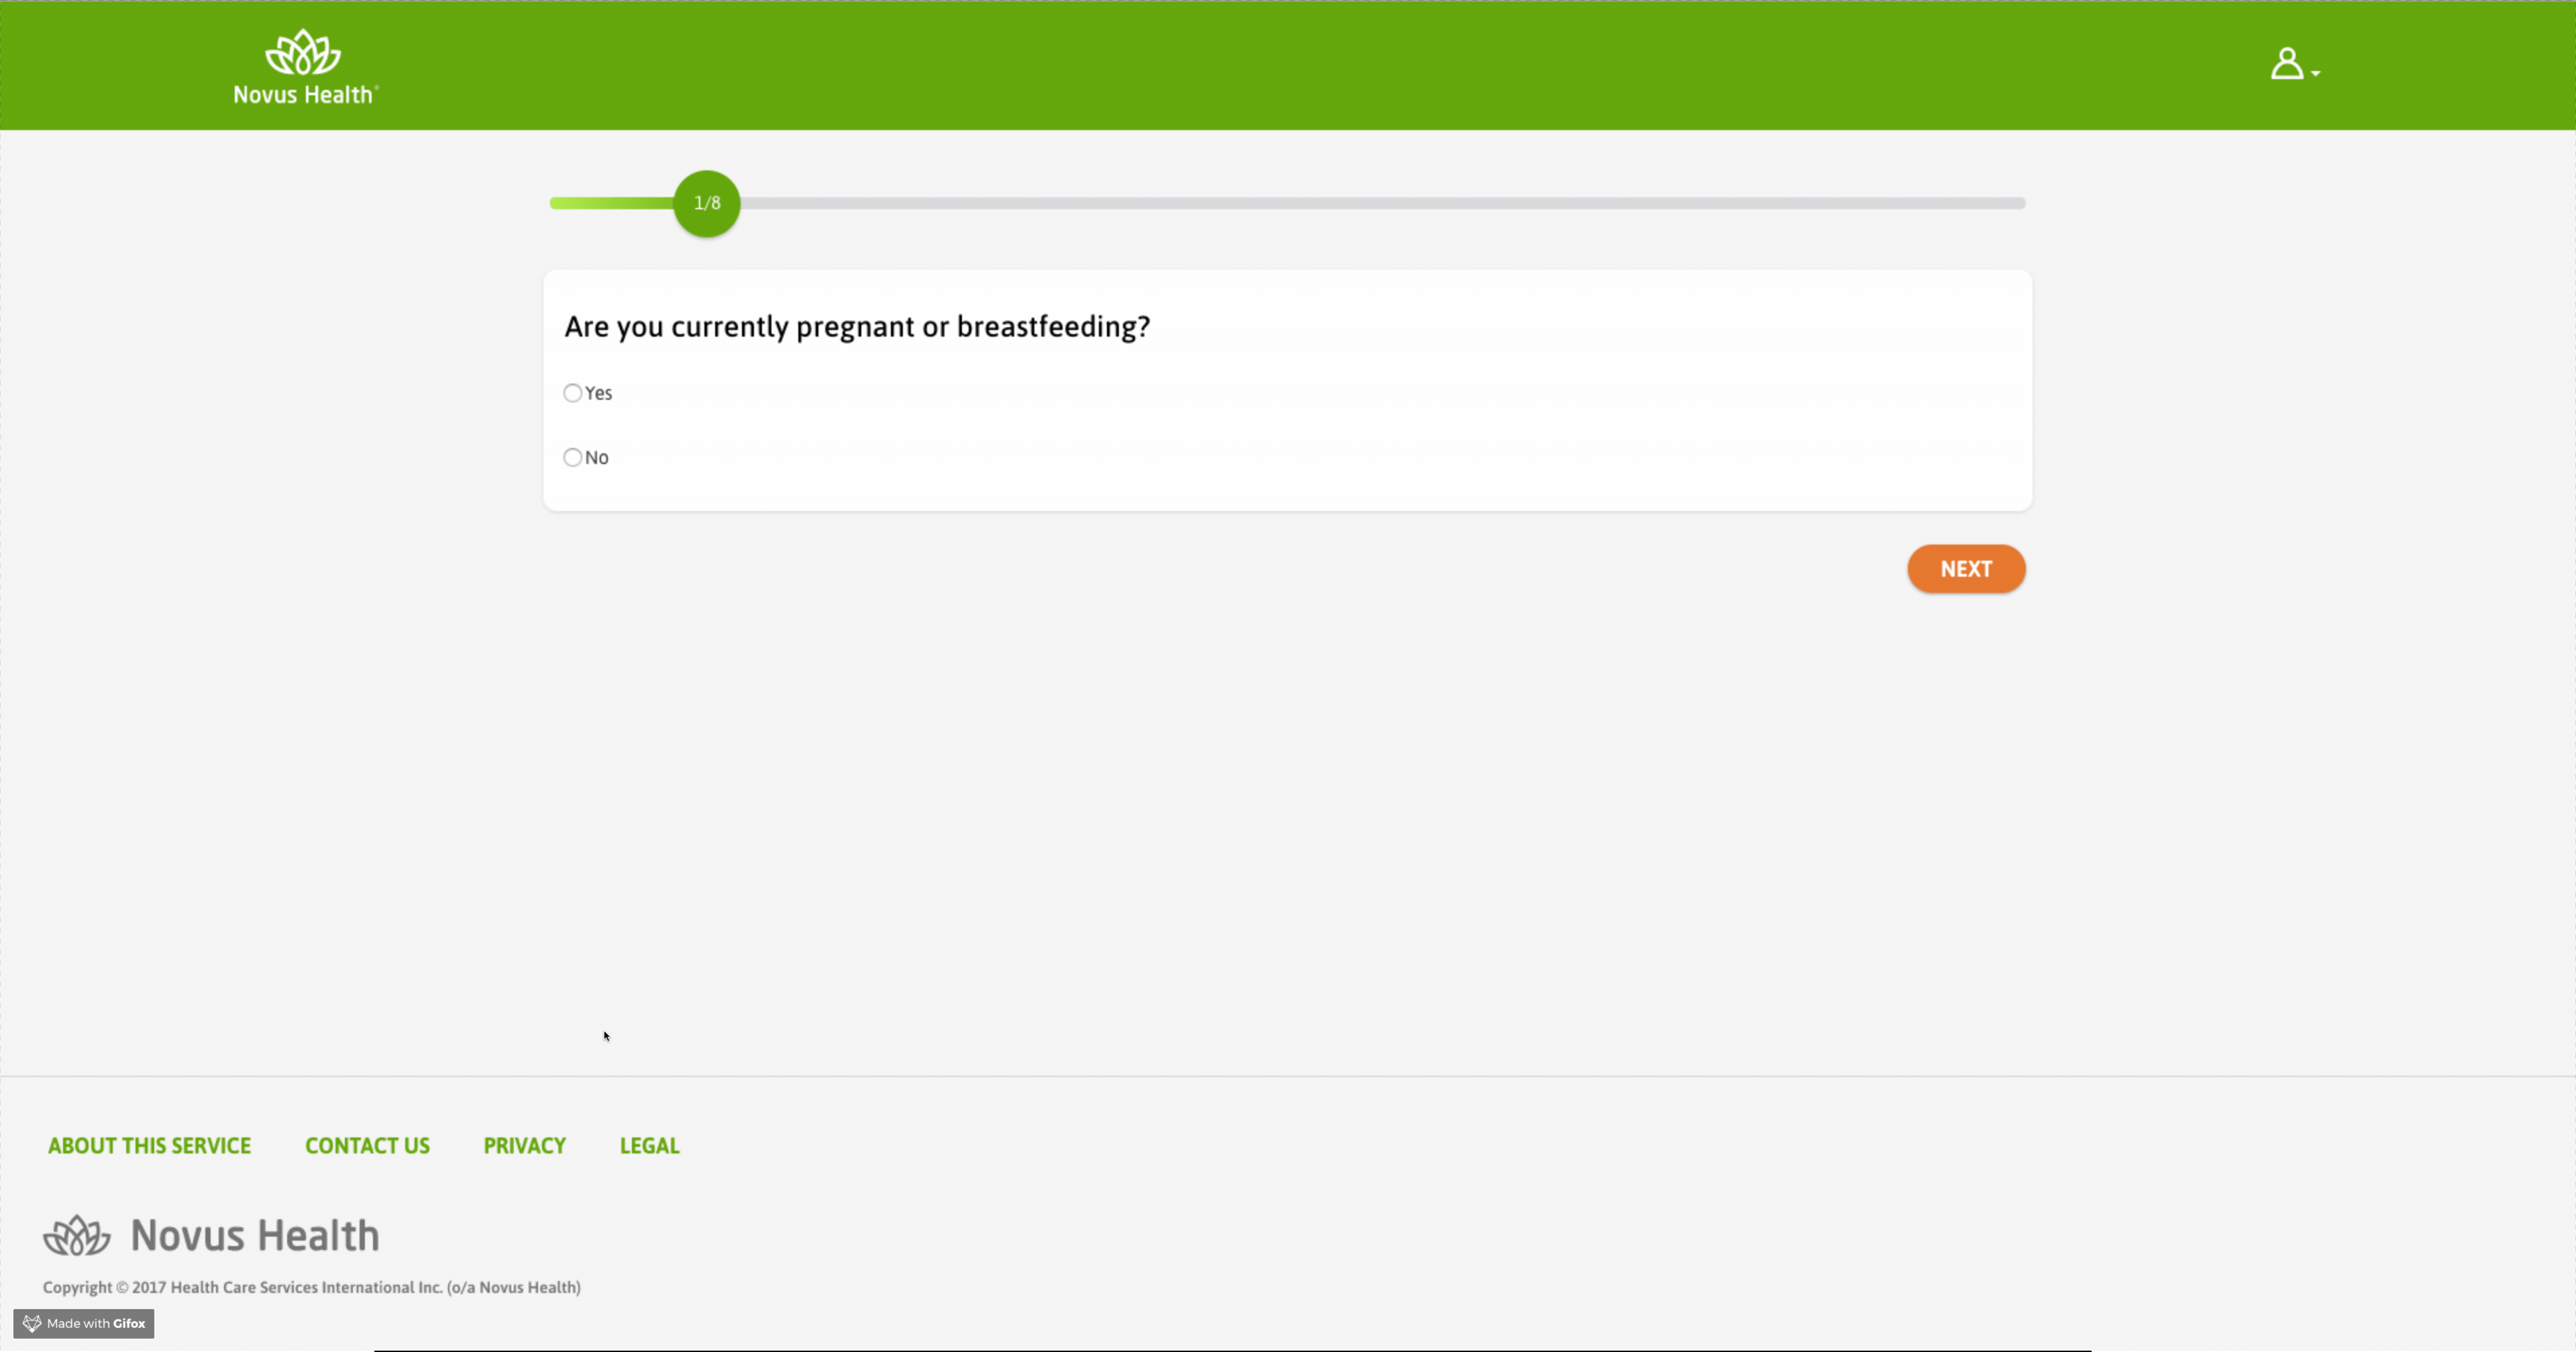 Novus Health®
1/8
Are you currently pregnant or breastfeeding?
Yes
No
NEXT
ABOUT THIS SERVICE CONTACT US PRIVACY LEGAL
Novus Health
Copyright © 2017 Health Care Services International Inc. (o/a Novus Health)
Made with Gifox